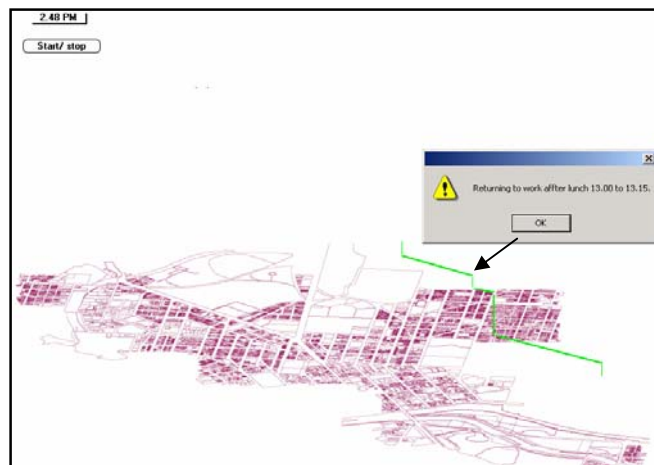 2.48 PM
Start/ stop
Returning to work affter lunch 13.00 to 13.15.
OK